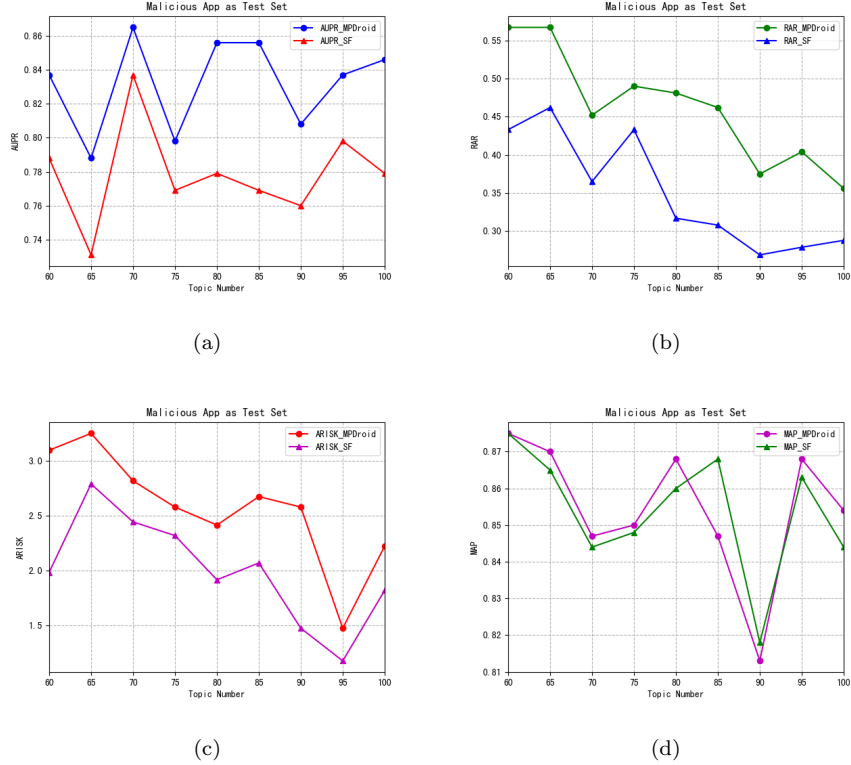 Malicious App as Test Set
AUPR_MPDroid
AUPR_SF
0.86
0.84
0.82
0.80
0.78
0.76
0.74
AUPR
60 65 70 75 80 85 90 95 100
Topic Number
(a)
Malicious App as Test Set
RAR_MPDroid
RAR_SF
0.55
0.50
0.45
0.40
0.35
0.30
RAR
60 65 70 75 80 85 90 95 100
Topic Number
(b)
Malicious App as Test Set
ARISK_MPDroid
ARISK_SF
3.0
2.5
2.0
1.5
ARISK
60 65 70 75 80 85 90 95 100
Topic Number
(c)
Malicious App as Test Set
MAP_MPDroid
MAP_SF
0.87
0.86
0.85
0.84
0.83
0.82
0.81
MAP
60 65 70 75 80 85 90 95 100
Topic Number
(d)